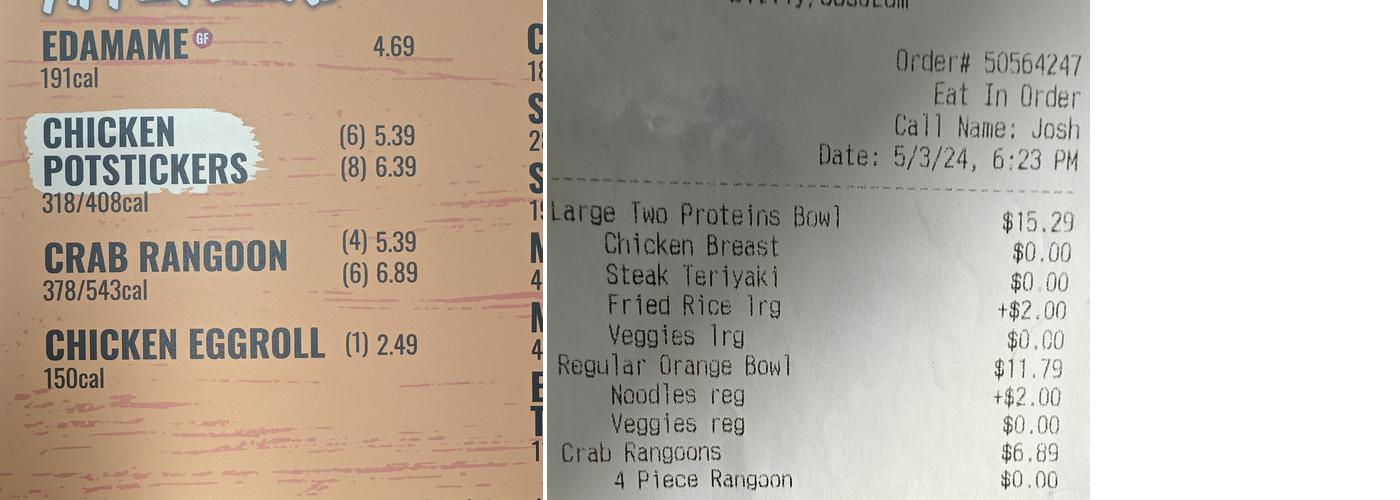 EDAMAME GF 4.69
191cal
CHICKEN
POTSTICKERS
(6) 5.39
(8) 6.39
318/408cal
CRAB RANGOON
(4) 5.39
(6) 6.89
378/543cal
CHICKEN EGGROLL (1) 2.49
150cal
Order# 50564247
Eat In Order
Call Name: Josh
Date: 5/3/24, 6:23 PM
Large Two Proteins Bowl $15.29
Chicken Breast $0.00
Steak Teriyaki $0.00
Fried Rice lrg +$2.00
Veggies lrg $0.00
Regular Orange Bowl $11.79
Noodles reg +$2.00
Veggies reg $0.00
Crab Rangoons $6.89
4 Piece Rangoon $0.00